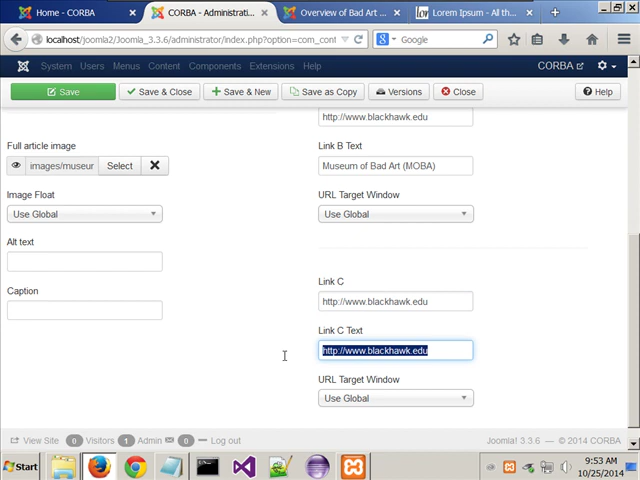 Home - CORBA
CORBA - Administrati...
Overview of Bad Art ...
Lorem Ipsum - All th...
localhost/joomla2/Joomla_3.3.6/administrator/index.php?option=com_cont
Google
System Users Menus Content Components Extensions Help
CORBA
Save
Save & Close
Save & New
Save as Copy
Versions
Close
Help
http://www.blackhawk.edu
Full article image
Link B Text
images/museur
Select
Museum of Bad Art (MOBA)
Image Float
URL Target Window
Use Global
Use Global
Alt text
Caption
Link C
http://www.blackhawk.edu
Link C Text
http://www.blackhawk.edu
URL Target Window
Use Global
View Site 0 Visitors 1 Admin 0 Log out
Joomla! 3.3.6 — © 2014 CORBA
Start
9:53 AM
10/25/2014